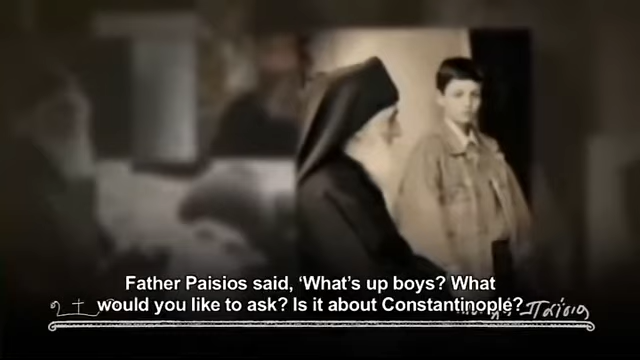 Father Paisios said, ‘What’s up boys? What
would you like to ask? Is it about Constantinople?